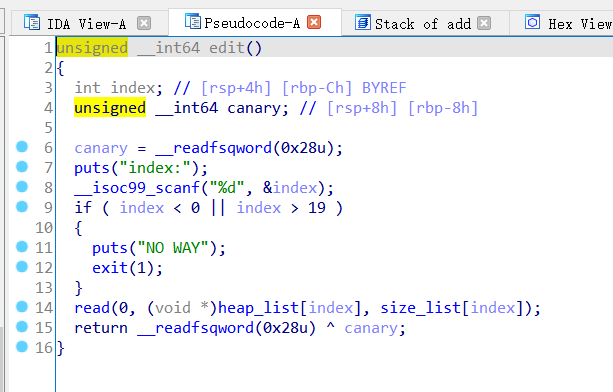 IDA View-A Pseudocode-A Stack of add Hex View
1 unsigned __int64 edit()
2 {
3 int index; // [rsp+4h] [rbp-Ch] BYREF
4 unsigned __int64 canary; // [rsp+8h] [rbp-8h]
5
6 canary = __readfsqword(0x28u);
7 puts("index:");
8 __isoc99_scanf("%d", &index);
9 if ( index < 0 || index > 19 )
10 {
11 puts("NO WAY");
12 exit(1);
13 }
14 read(0, (void *)heap_list[index], size_list[index]);
15 return __readfsqword(0x28u) ^ canary;
16 }